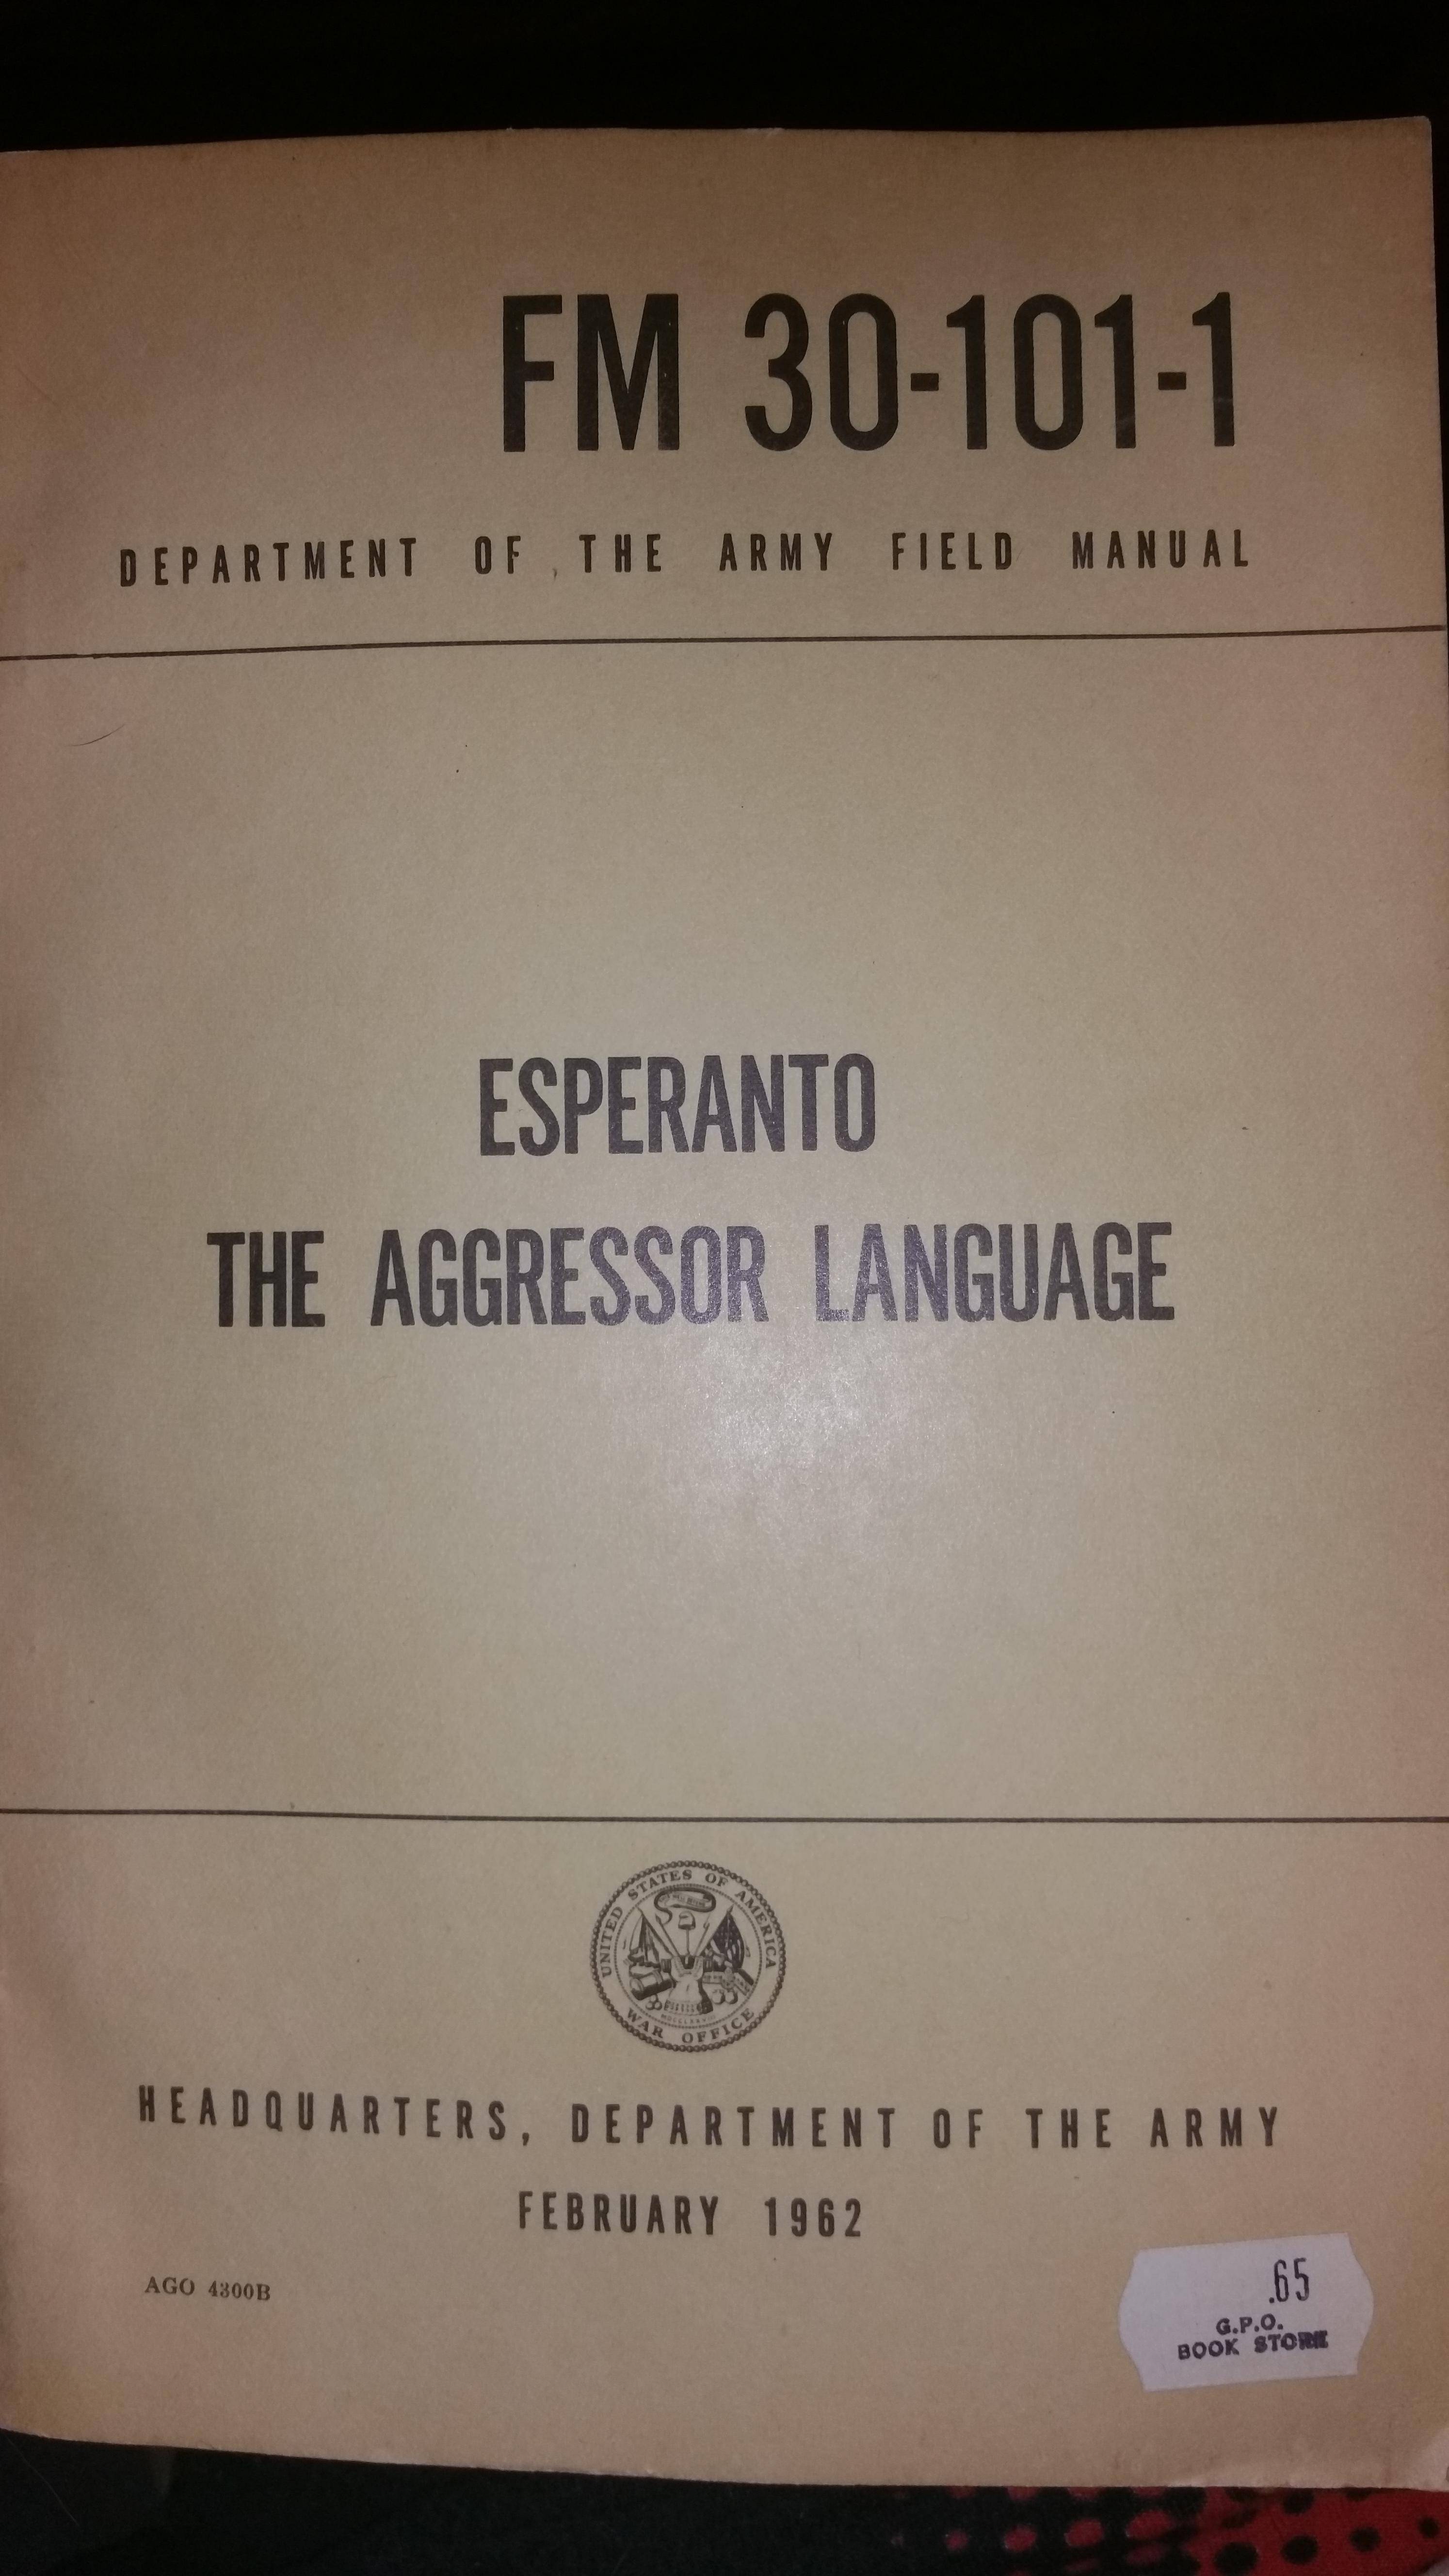 FM 30-101-1
DEPARTMENT OF THE ARMY FIELD MANUAL
ESPERANTO
THE AGGRESSOR LANGUAGE
UNITED STATES OF AMERICA
WAR OFFICE
HEADQUARTERS, DEPARTMENT OF THE ARMY
FEBRUARY 1962
AGO 4300B
.65
G.P.O.
BOOK STORE